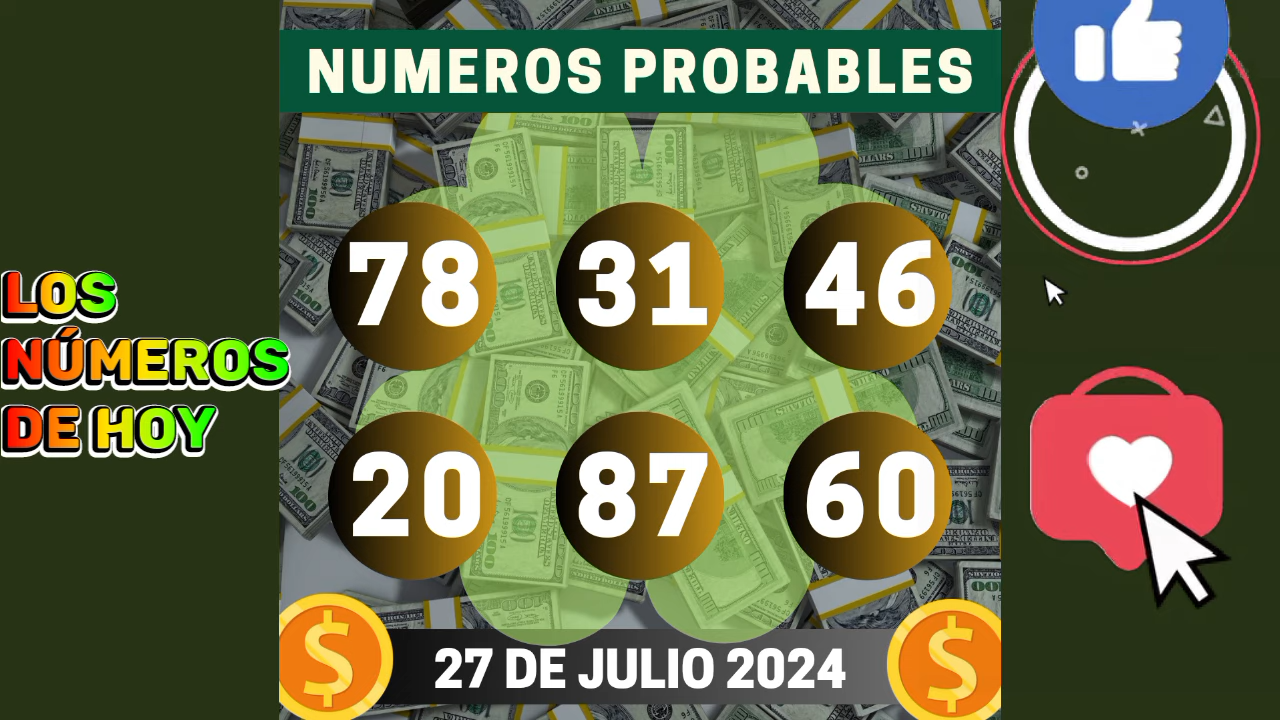 NUMEROS PROBABLES
78 31 46
LOS
NÚMEROS
DE HOY
20 87 60
$ $
27 DE JULIO 2024